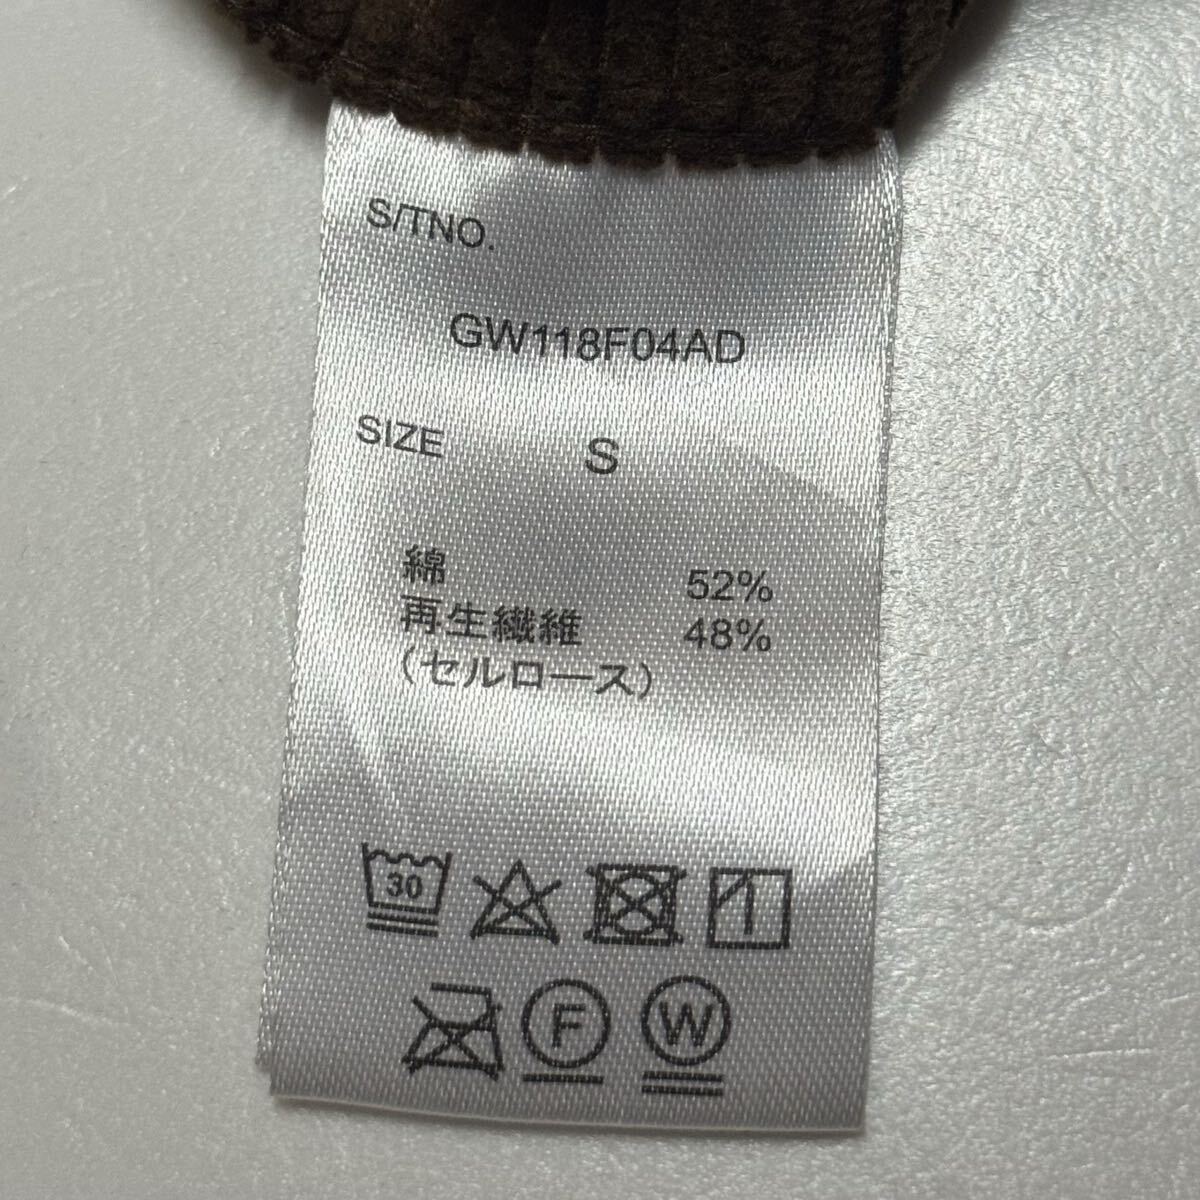 S/TNO.
GW118F04AD
SIZE S
綿 52%
再生繊維 48%
(セルロース)
30
F W